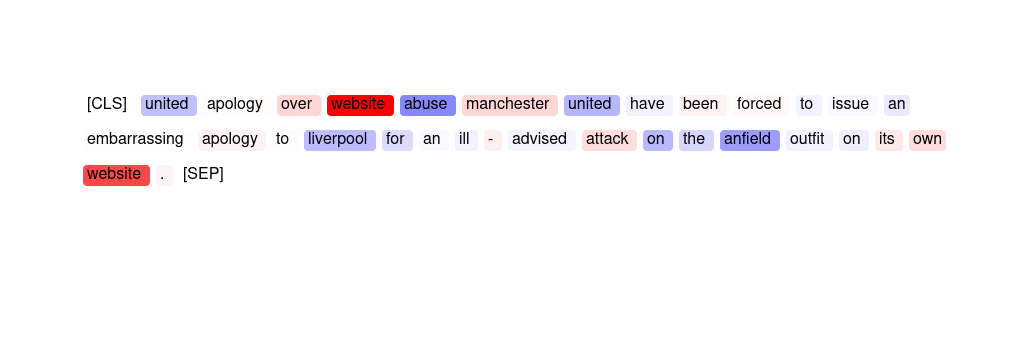 [CLS] united apology over website abuse manchester united have been forced to issue an
embarrassing apology to liverpool for an ill - advised attack on the anfield outfit on its own
website . [SEP]